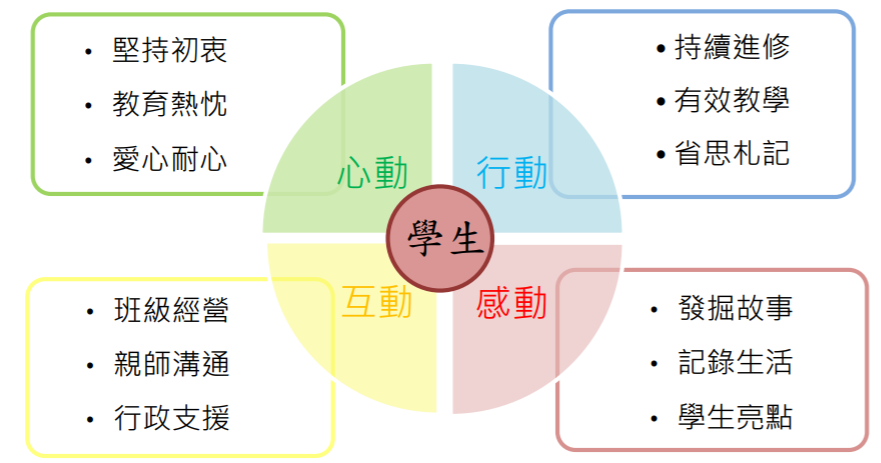 • 堅持初衷
• 教育熱忱
• 愛心耐心
• 持續進修
• 有效教學
• 省思札記
心動
行動
學生
互動
感動
• 班級經營
• 親師溝通
• 行政支援
• 發掘故事
• 記錄生活
• 學生亮點